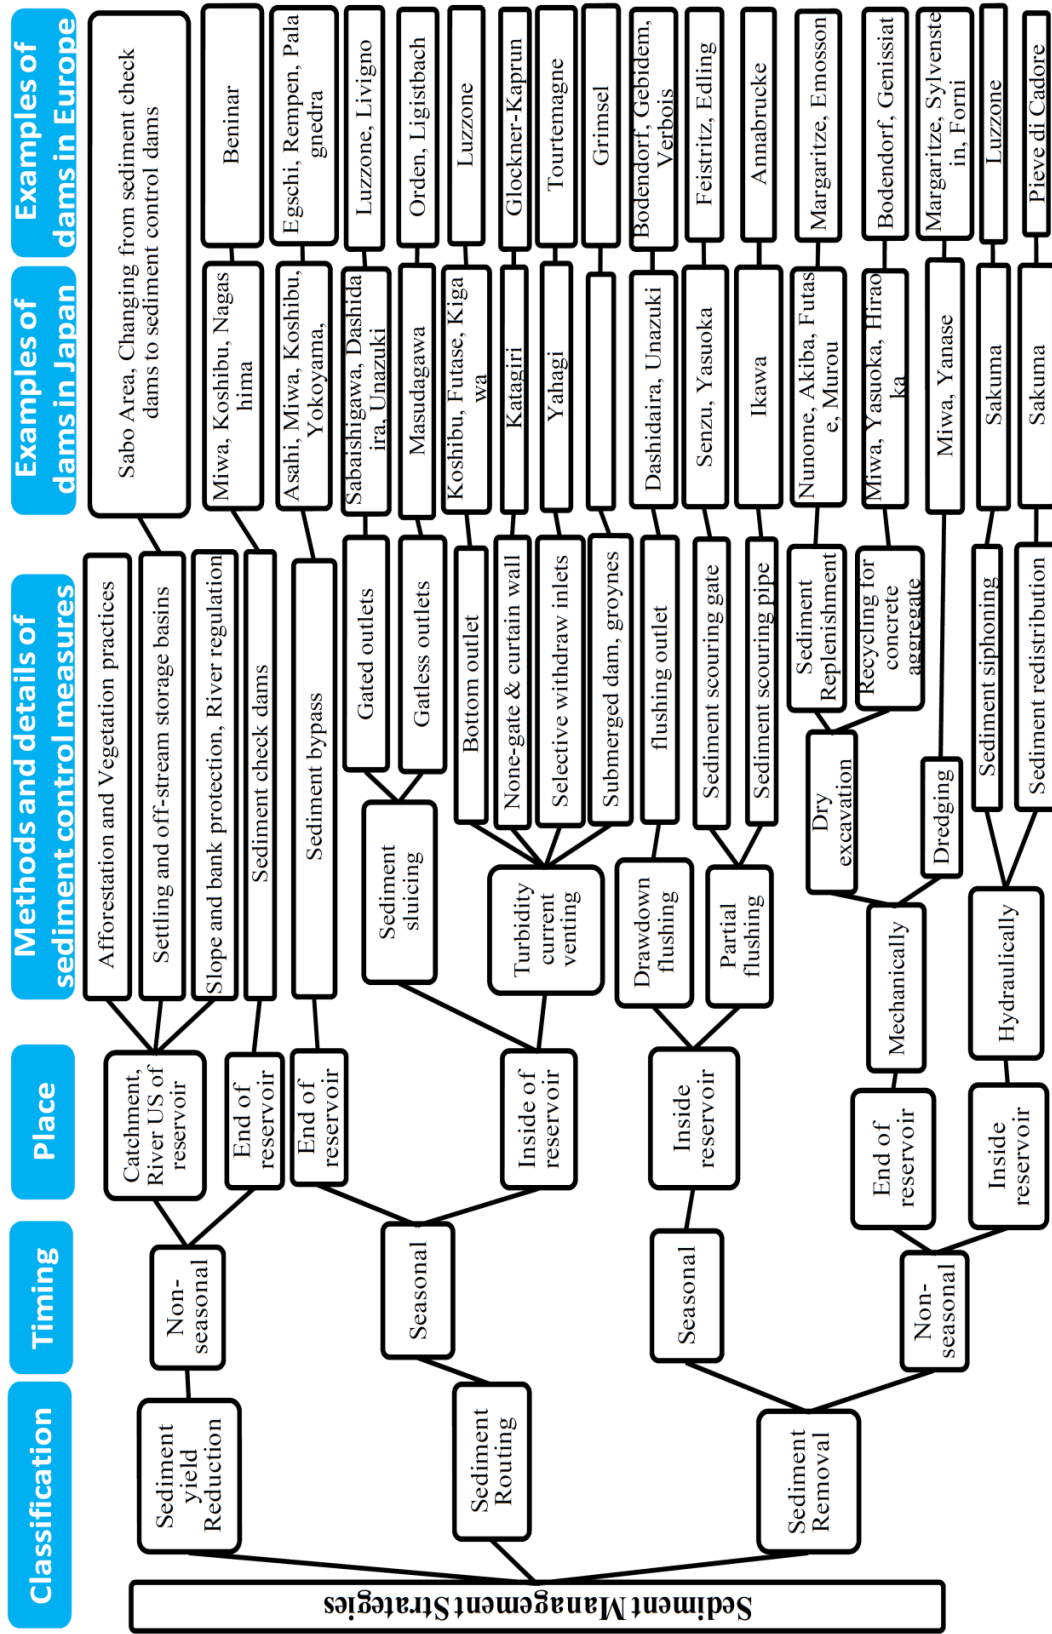 Classification
Timing
Place
Methods and details of
sediment control measures
Examples of
dams in Japan
Examples of
dams in Europe
Sediment Management Strategies
Sediment
yield
Reduction
Non-
seasonal
Catchment,
River US of
reservoir
Afforestation and Vegetation practices
Settling and off-stream storage basins
Slope and bank protection, River regulation
Sabo Area, Changing from sediment check
dams to sediment control dams
End of
reservoir
Sediment check dams
Miwa, Koshibu, Nagas
hima
Beninar
Sediment
Routing
Seasonal
End of
reservoir
Sediment bypass
Asahi, Miwa, Koshibu,
Yokoyama,
Egschi, Rempen, Pala
gnedra
Inside of
reservoir
Sediment
sluicing
Gated outlets
Sabaishigawa, Dashida
ira, Unazuki
Luzzone, Livigno
Gatless outlets
Masudagawa
Orden, Ligistbach
Turbidity
current
venting
Bottom outlet
Koshibu, Futase, Kiga
wa
Luzzone
None-gate & curtain wall
Katagiri
Glockner-Kaprun
Selective withdraw inlets
Yahagi
Tourtemagne
Submerged dam, groynes
Grimsel
Sediment
Removal
Seasonal
Inside
reservoir
Drawdown
flushing
flushing outlet
Dashidaira, Unazuki
Bodendorf, Gebidem,
Verbois
Partial
flushing
Sediment scouring gate
Senzu, Yasuoka
Feistritz, Edling
Sediment scouring pipe
Ikawa
Annabrucke
Non-
seasonal
End of
reservoir
Mechanically
Dry
excavation
Sediment
Replenishment
Nunone, Akiba, Futas
e, Murou
Margaritze, Emosson
Recycling for
concrete
aggregate
Miwa, Yasuoka, Hirao
ka
Bodendorf, Genissiat
Dredging
Miwa, Yanase
Margaritze, Sylvenste
in, Forni
Inside
reservoir
Hydraulically
Sediment siphoning
Sakuma
Luzzone
Sediment redistribution
Sakuma
Pieve di Cadore